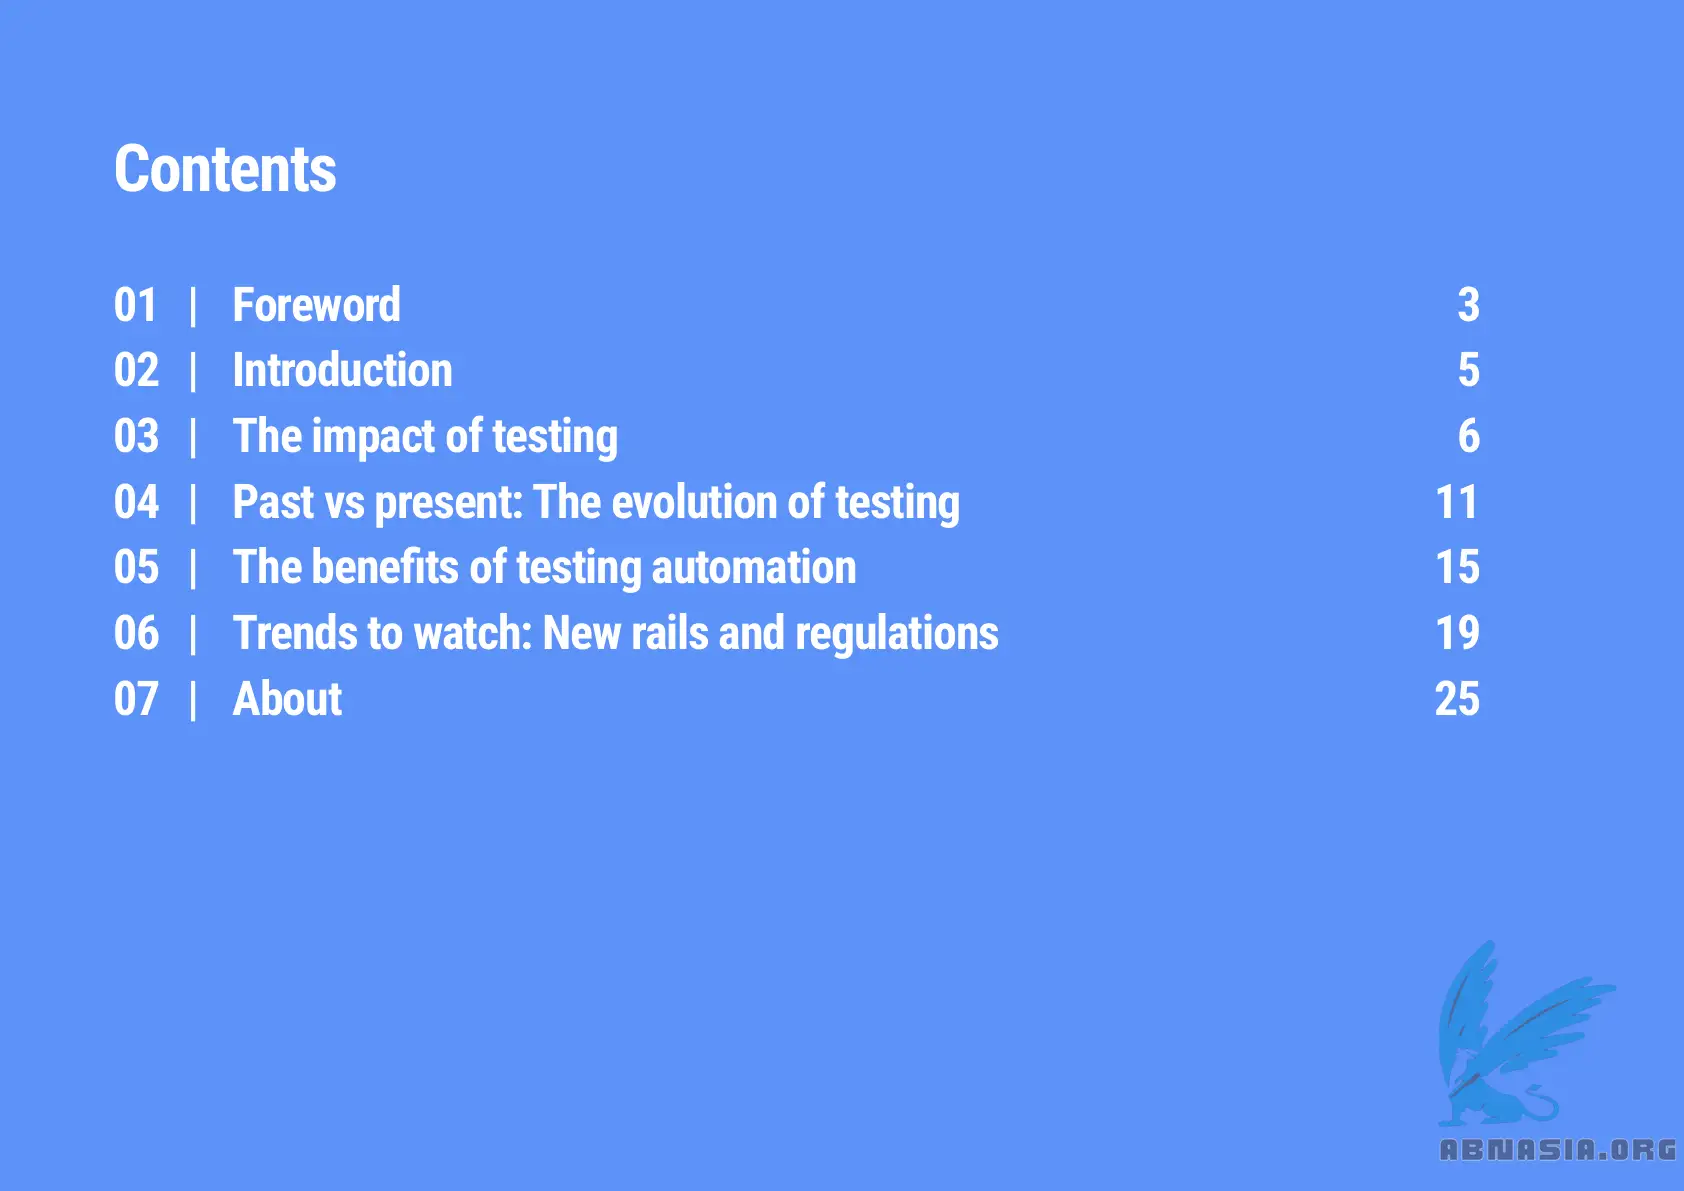 Contents
01 | Foreword 3
02 | Introduction 5
03 | The impact of testing 6
04 | Past vs present: The evolution of testing 11
05 | The benefits of testing automation 15
06 | Trends to watch: New rails and regulations 19
07 | About 25
ABNASIA.ORG